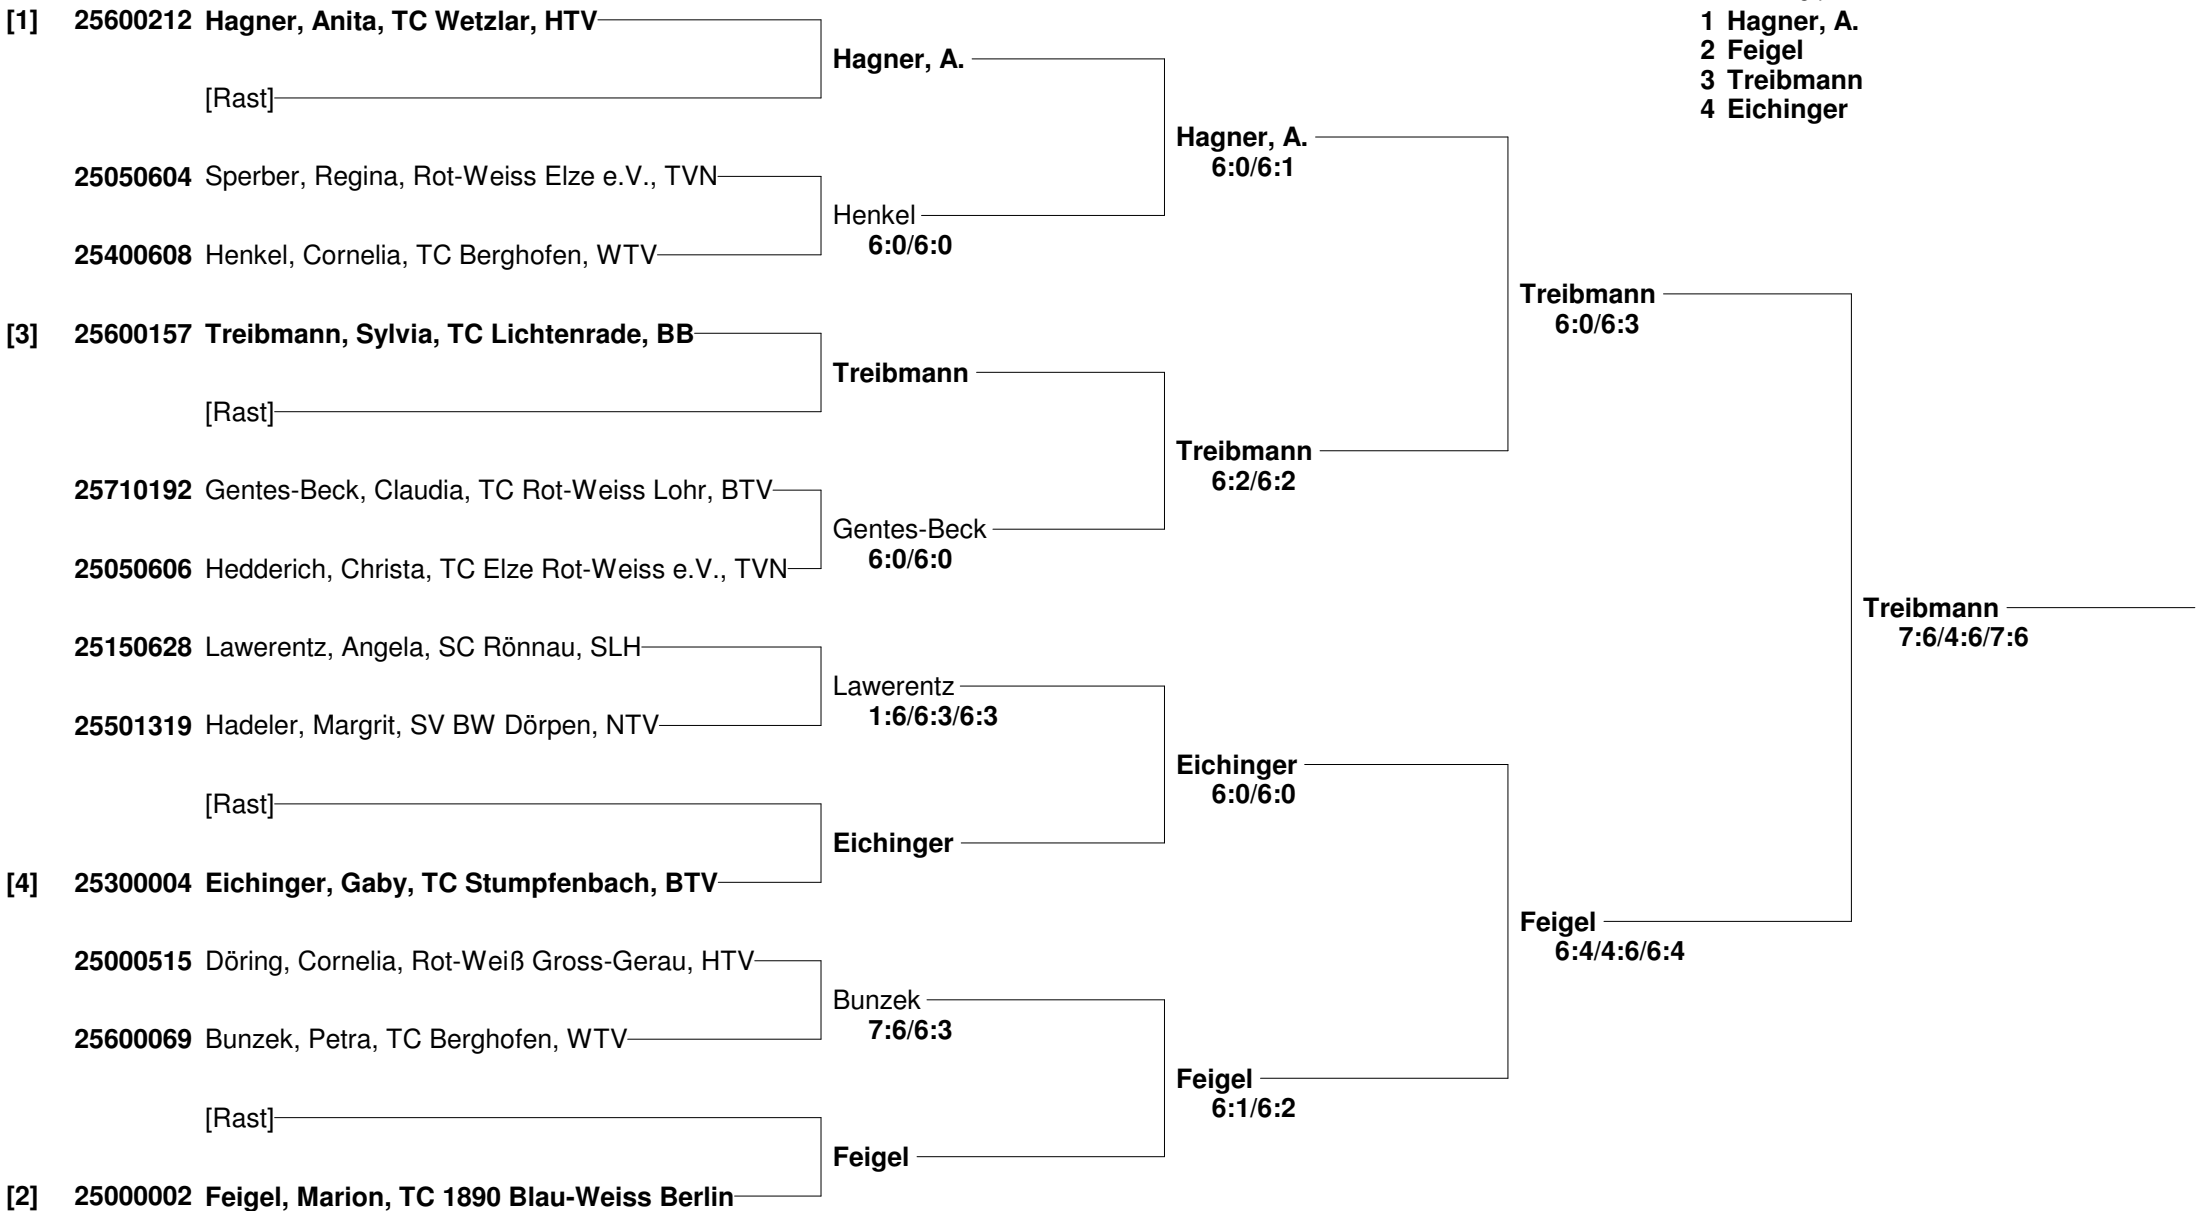 [1] 25600212 Hagner, Anita, TC Wetzlar, HTV
[Rast]
25050604 Sperber, Regina, Rot-Weiss Elze e.V., TVN
25400608 Henkel, Cornelia, TC Berghofen, WTV
[3] 25600157 Treibmann, Sylvia, TC Lichtenrade, BB
[Rast]
25710192 Gentes-Beck, Claudia, TC Rot-Weiss Lohr, BTV
25050606 Hedderich, Christa, TC Elze Rot-Weiss e.V., TVN
25150628 Lawerentz, Angela, SC Rönnau, SLH
25501319 Hadeler, Margrit, SV BW Dörpen, NTV
[Rast]
[4] 25300004 Eichinger, Gaby, TC Stumpfenbach, BTV
25000515 Döring, Cornelia, Rot-Weiß Gross-Gerau, HTV
25600069 Bunzek, Petra, TC Berghofen, WTV
[Rast]
[2] 25000002 Feigel, Marion, TC 1890 Blau-Weiss Berlin
Hagner, A.
Henkel
6:0/6:0
Treibmann
Gentes-Beck
6:0/6:0
Lawerentz
1:6/6:3/6:3
Eichinger
Bunzek
7:6/6:3
Feigel
Hagner, A.
6:0/6:1
Treibmann
6:2/6:2
Eichinger
6:0/6:0
Feigel
6:1/6:2
Treibmann
6:0/6:3
Feigel
6:4/4:6/6:4
Treibmann
7:6/4:6/7:6
1 Hagner, A.
2 Feigel
3 Treibmann
4 Eichinger